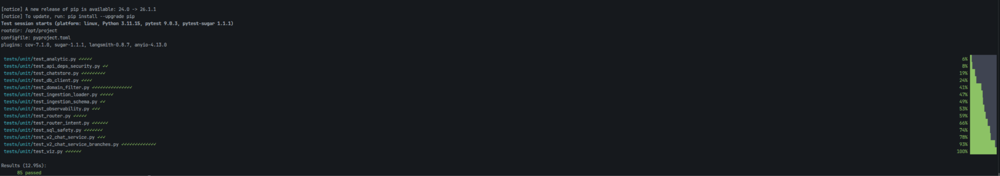 [notice] A new release of pip is available: 24.0 -> 26.1.1
[notice] To update, run: pip install --upgrade pip
Test session starts (platform: linux, Python 3.11.15, pytest 9.0.3, pytest-sugar 1.1.1)
rootdir: /opt/project
configfile: pyproject.toml
plugins: cov-7.1.0, sugar-1.1.1, langsmith-0.8.7, anyio-4.13.0
tests/unit/test_analytic.py ✓✓✓✓✓ 6%
tests/unit/test_api_deps_security.py ✓✓ 8%
tests/unit/test_chatstore.py ✓✓✓✓✓✓✓✓✓ 19%
tests/unit/test_db_client.py ✓✓✓✓ 24%
tests/unit/test_domain_filter.py ✓✓✓✓✓✓✓✓✓✓✓✓✓✓✓ 41%
tests/unit/test_ingestion_loader.py ✓✓✓✓✓ 47%
tests/unit/test_ingestion_schema.py ✓✓ 49%
tests/unit/test_observability.py ✓✓✓ 53%
tests/unit/test_router.py ✓✓✓✓✓ 59%
tests/unit/test_router_intent.py ✓✓✓✓✓✓ 66%
tests/unit/test_sql_safety.py ✓✓✓✓✓✓✓ 74%
tests/unit/test_v2_chat_service.py ✓✓✓ 78%
tests/unit/test_v2_chat_service_branches.py ✓✓✓✓✓✓✓✓✓✓✓✓✓ 93%
tests/unit/test_viz.py ✓✓✓✓✓✓ 100%
Results (12.95s):
85 passed